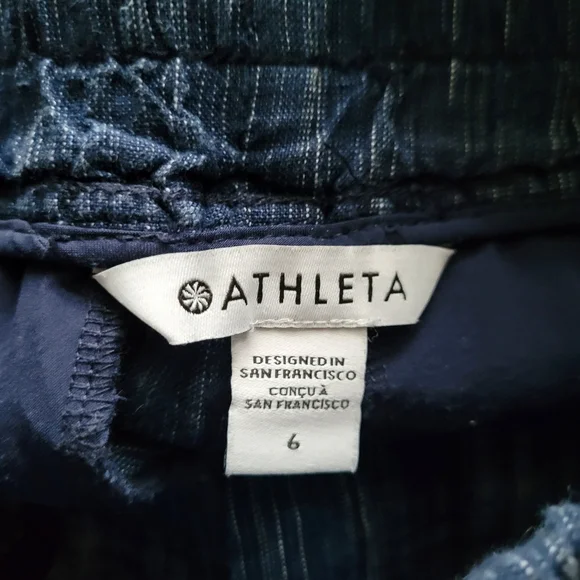 ATHLETA
DESIGNED IN
SAN FRANCISCO
CONÇU À
SAN FRANCISCO
6